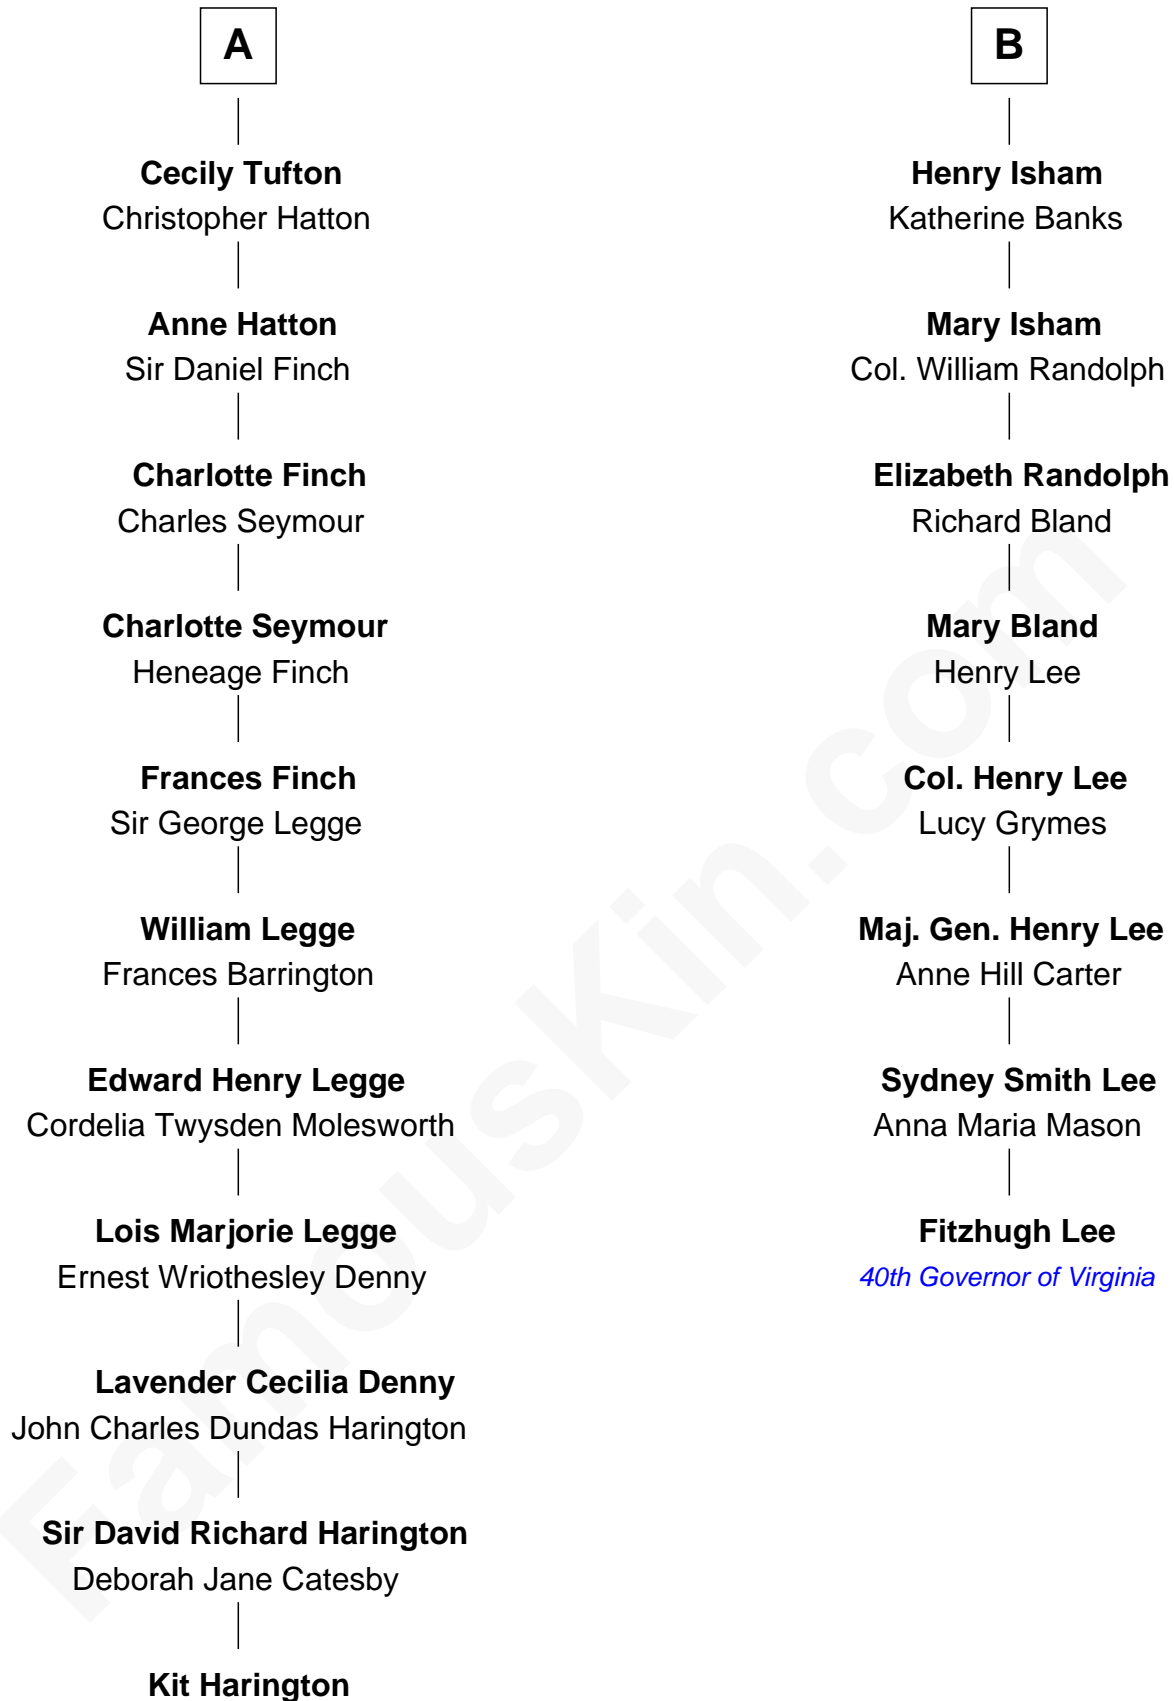 A
Cecily Tufton
Christopher Hatton
Anne Hatton
Sir Daniel Finch
Charlotte Finch
Charles Seymour
Charlotte Seymour
Heneage Finch
Frances Finch
Sir George Legge
William Legge
Frances Barrington
Edward Henry Legge
Cordelia Twysden Molesworth
Lois Marjorie Legge
Ernest Wriothesley Denny
Lavender Cecilia Denny
John Charles Dundas Harington
Sir David Richard Harington
Deborah Jane Catesby
Kit Harington
B
Henry Isham
Katherine Banks
Mary Isham
Col. William Randolph
Elizabeth Randolph
Richard Bland
Mary Bland
Henry Lee
Col. Henry Lee
Lucy Grymes
Maj. Gen. Henry Lee
Anne Hill Carter
Sydney Smith Lee
Anna Maria Mason
Fitzhugh Lee
40th Governor of Virginia
FamousKin.com